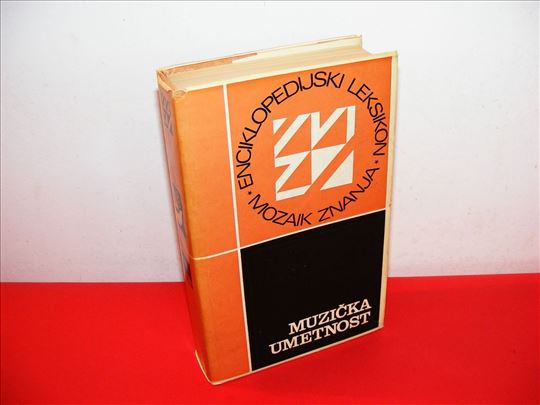 ENCIKLOPEDIJSKI LEKSIKON
* MOZAIK ZNANJA *
MUZIČKA
UMETNOST